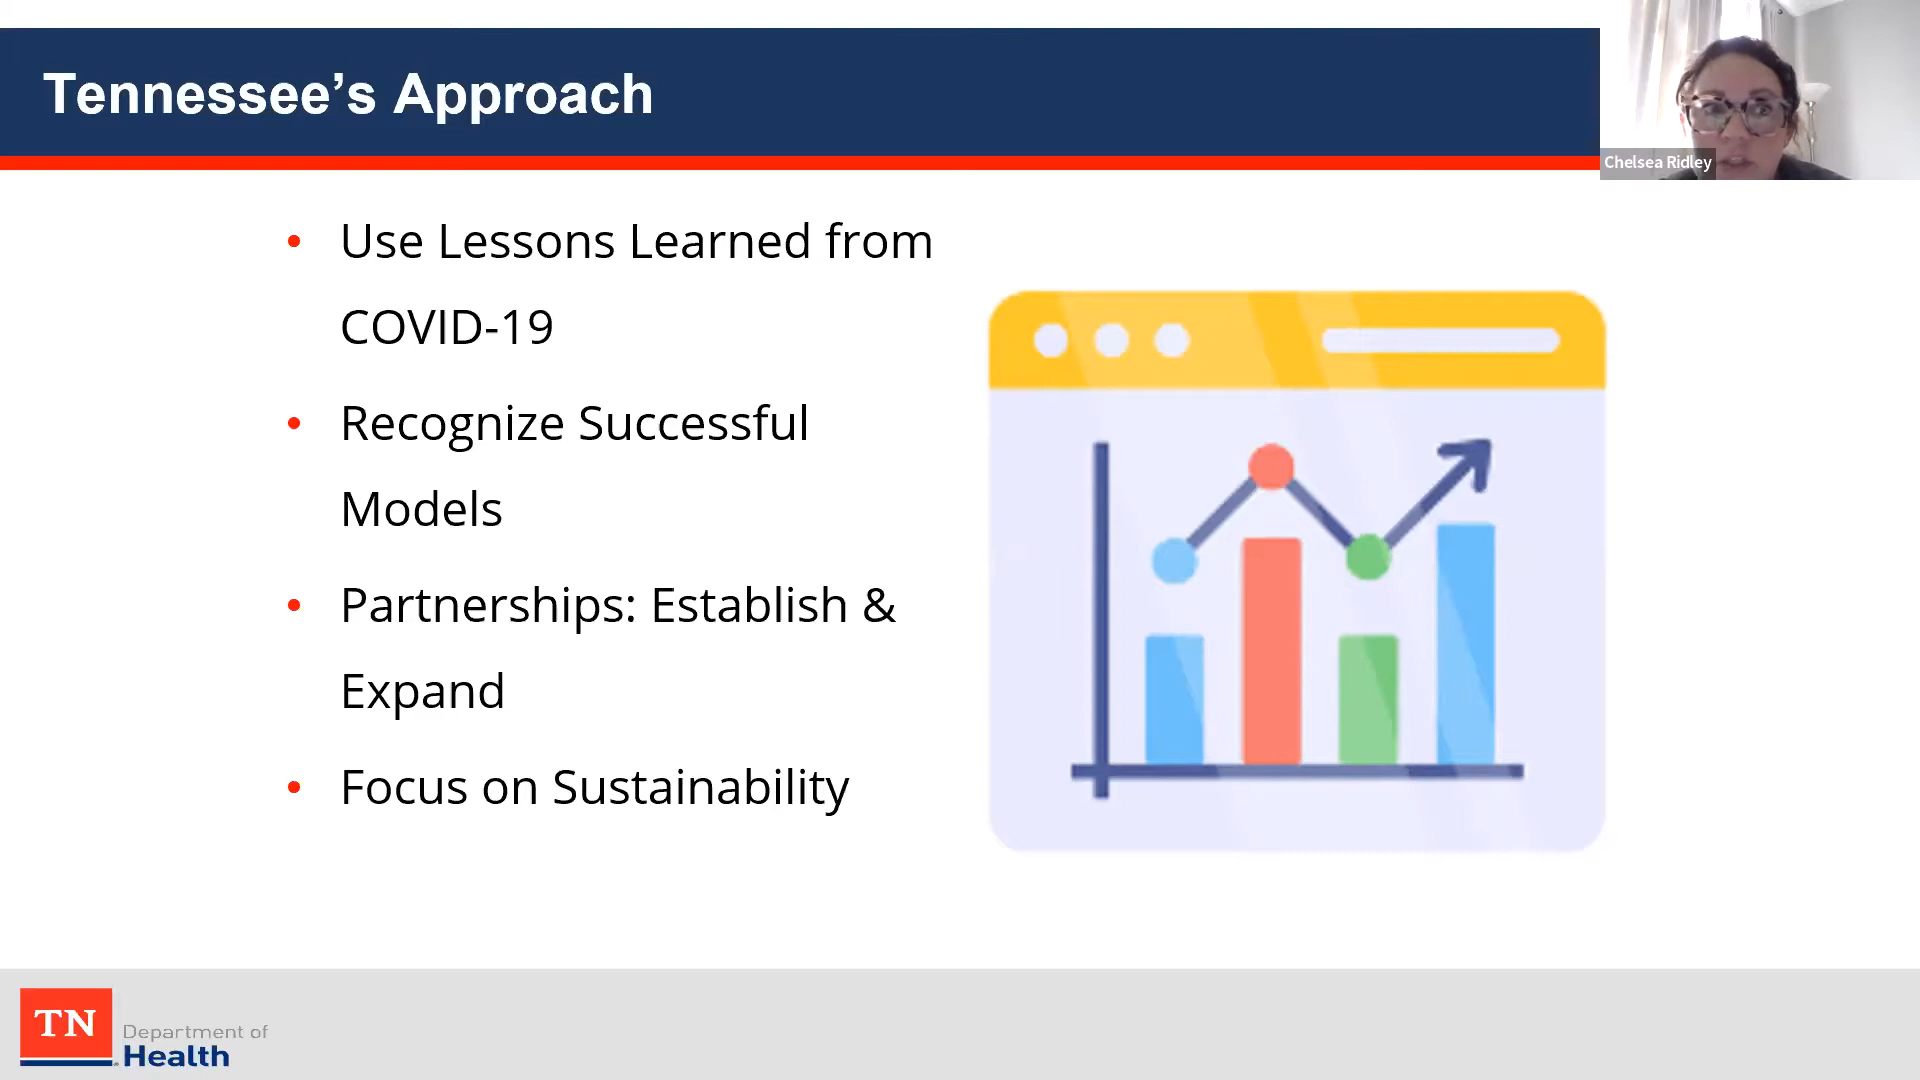 Tennessee’s Approach
Chelsea Ridley
• Use Lessons Learned from
COVID-19
• Recognize Successful
Models
• Partnerships: Establish &
Expand
• Focus on Sustainability
TN
Department of
Health